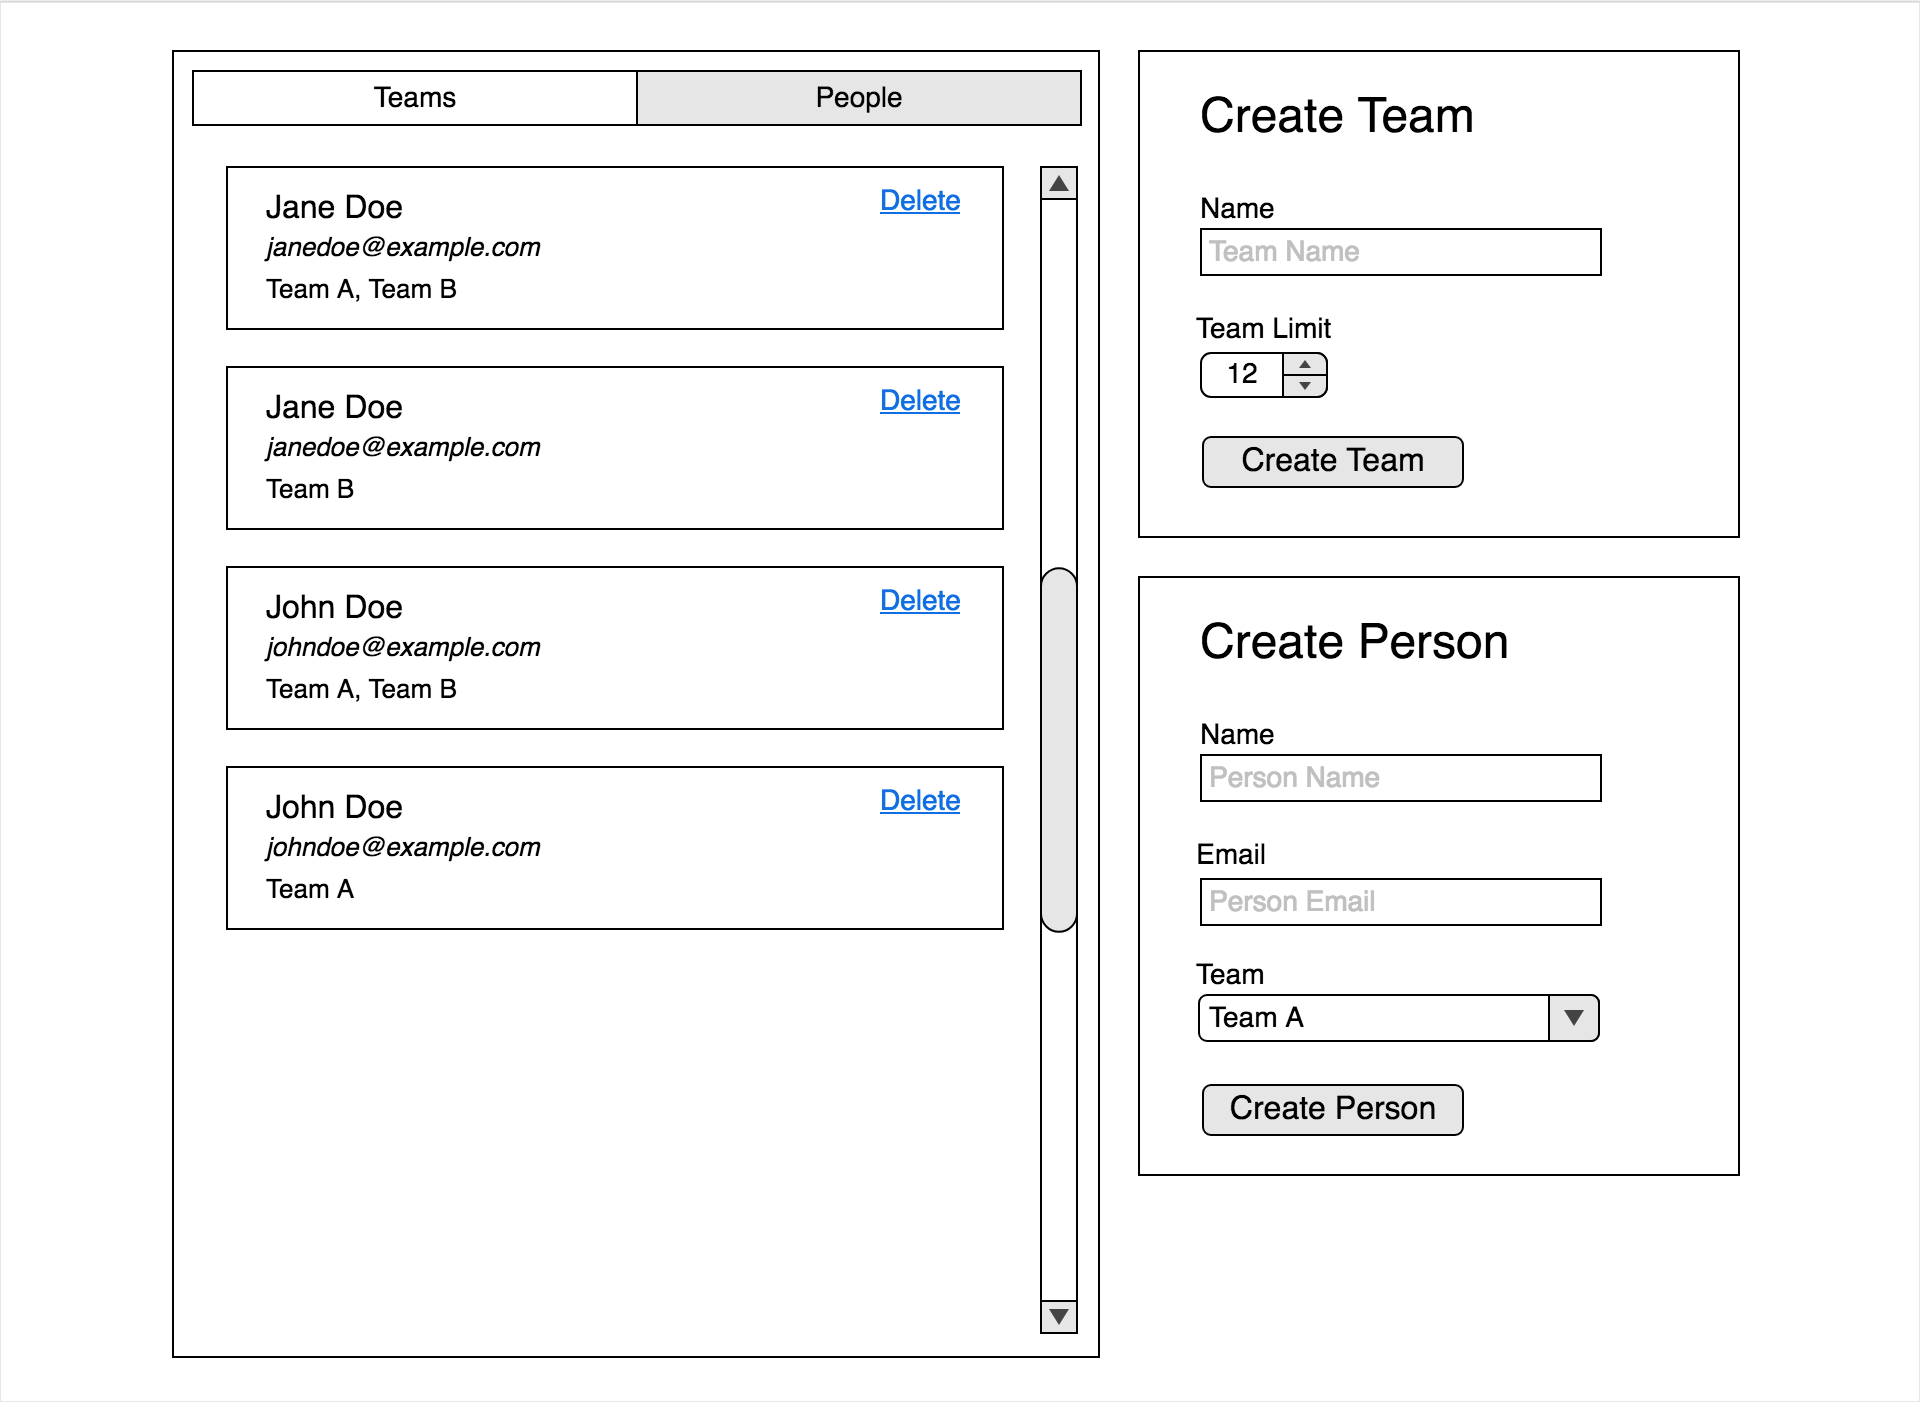 Teams
People
Jane Doe
Delete
janedoe@example.com
Team A, Team B
Jane Doe
Delete
janedoe@example.com
Team B
John Doe
Delete
johndoe@example.com
Team A, Team B
John Doe
Delete
johndoe@example.com
Team A
Create Team
Name
Team Name
Team Limit
12
Create Team
Create Person
Name
Person Name
Email
Person Email
Team
Team A
Create Person